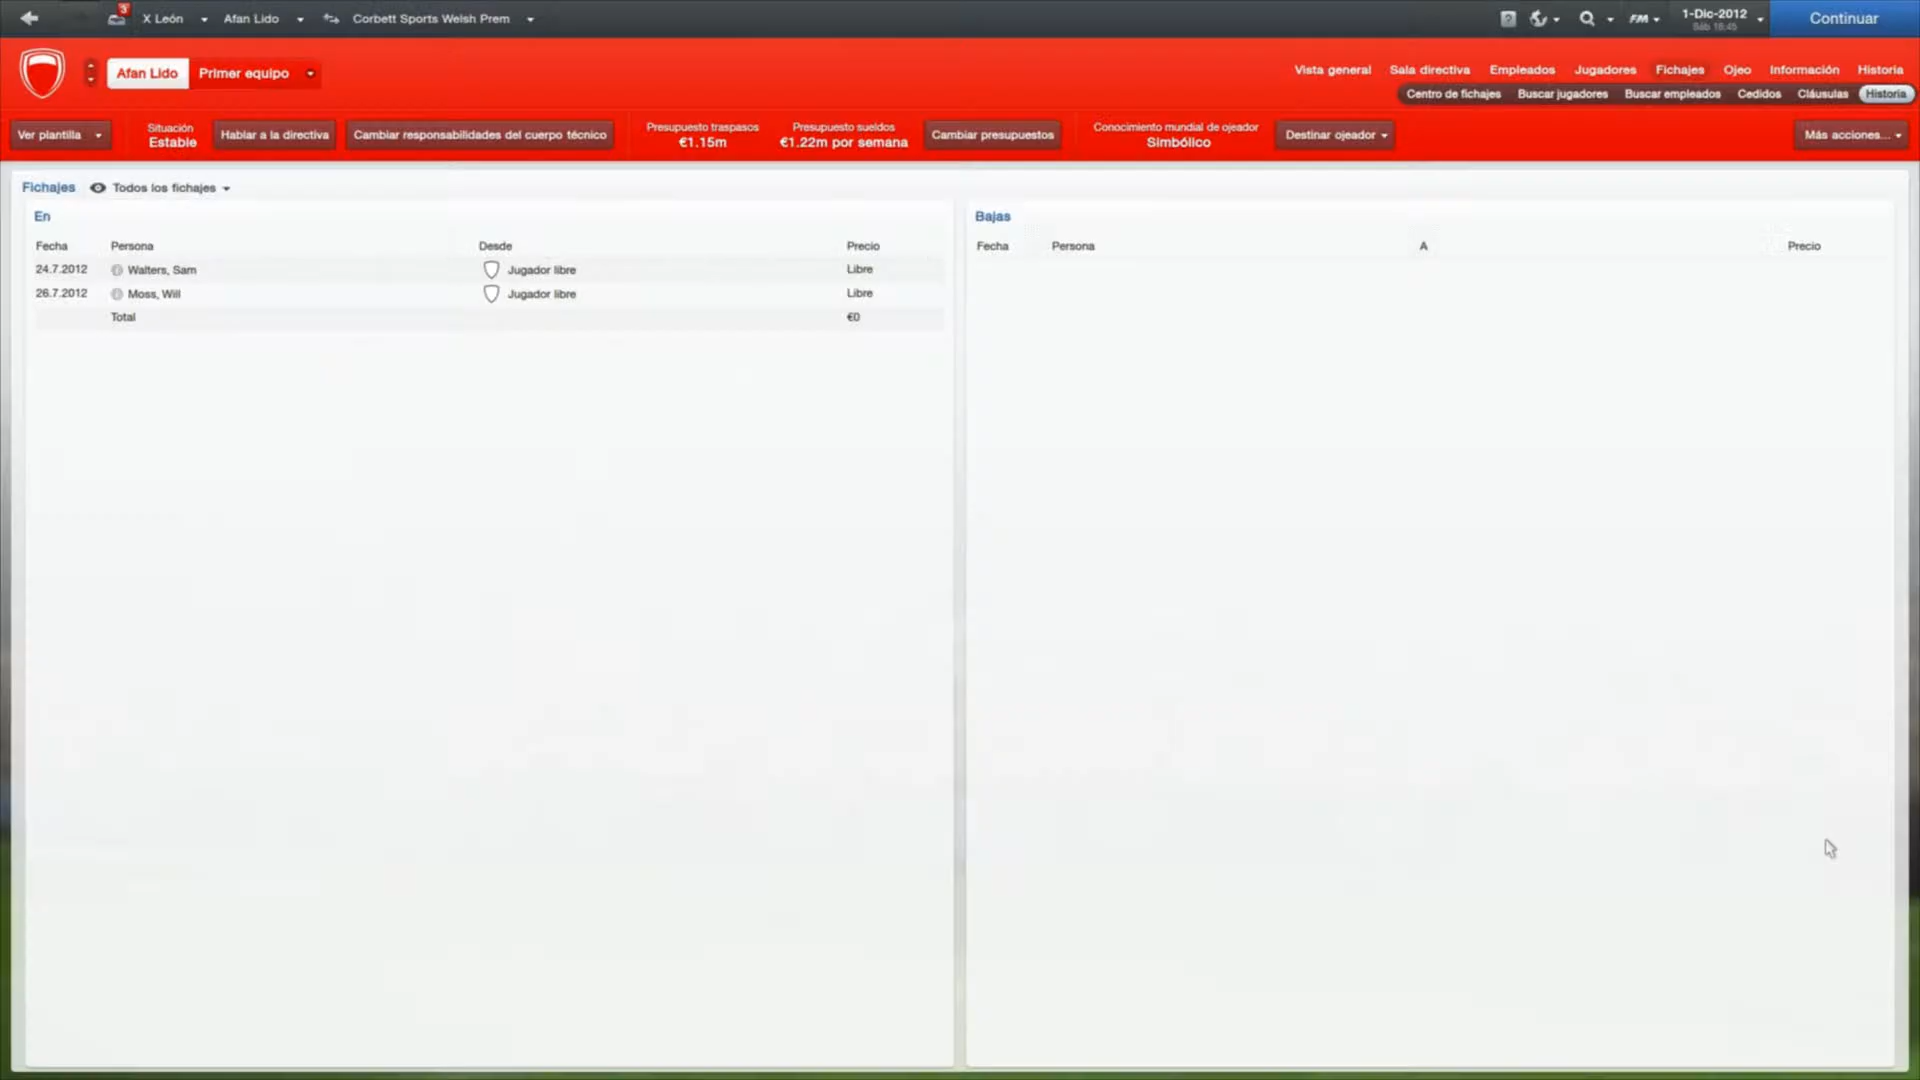 3 X León Afan Lido Corbett Sports Welsh Prem FM 1-Dic-2012 Continuar
Sáb 18:45
Afan Lido Primer equipo Vista general Sala directiva Empleados Jugadores Fichajes Ojeo Información Historia
Centro de fichajes Buscar jugadores Buscar empleados Cedidos Cláusulas Historia
Ver plantilla Situación Hablar a la directiva Cambiar responsabilidades del cuerpo técnico Presupuesto traspasos Presupuesto sueldos Cambiar presupuestos Conocimiento mundial de ojeador Destinar ojeador Más acciones...
Estable €1.15m €1.22m por semana Simbólico
Fichajes Todos los fichajes
En
Fecha Persona Desde Precio
24.7.2012 Walters, Sam Jugador libre Libre
26.7.2012 Moss, Will Jugador libre Libre
Total €0
Bajas
Fecha Persona A Precio